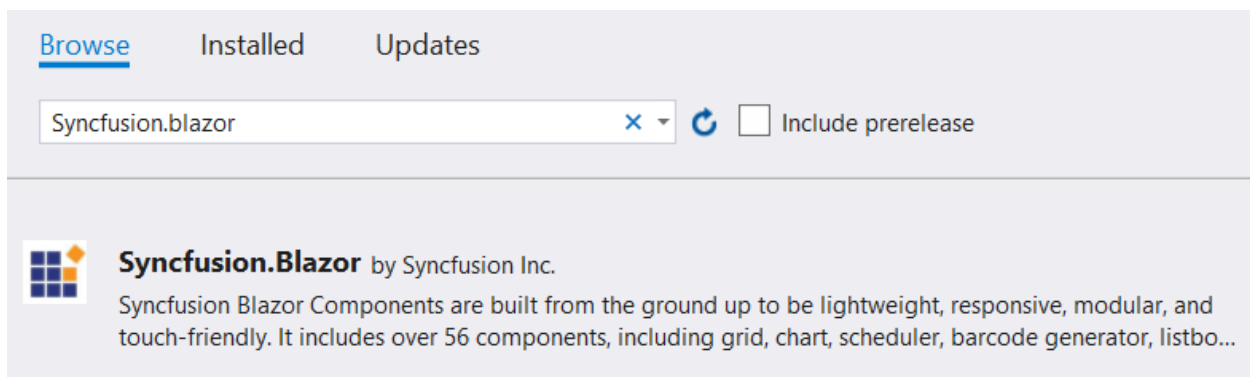 Browse Installed Updates
Syncfusion.blazor Include prerelease
Syncfusion.Blazor by Syncfusion Inc.
Syncfusion Blazor Components are built from the ground up to be lightweight, responsive, modular, and
touch-friendly. It includes over 56 components, including grid, chart, scheduler, barcode generator, listbo...